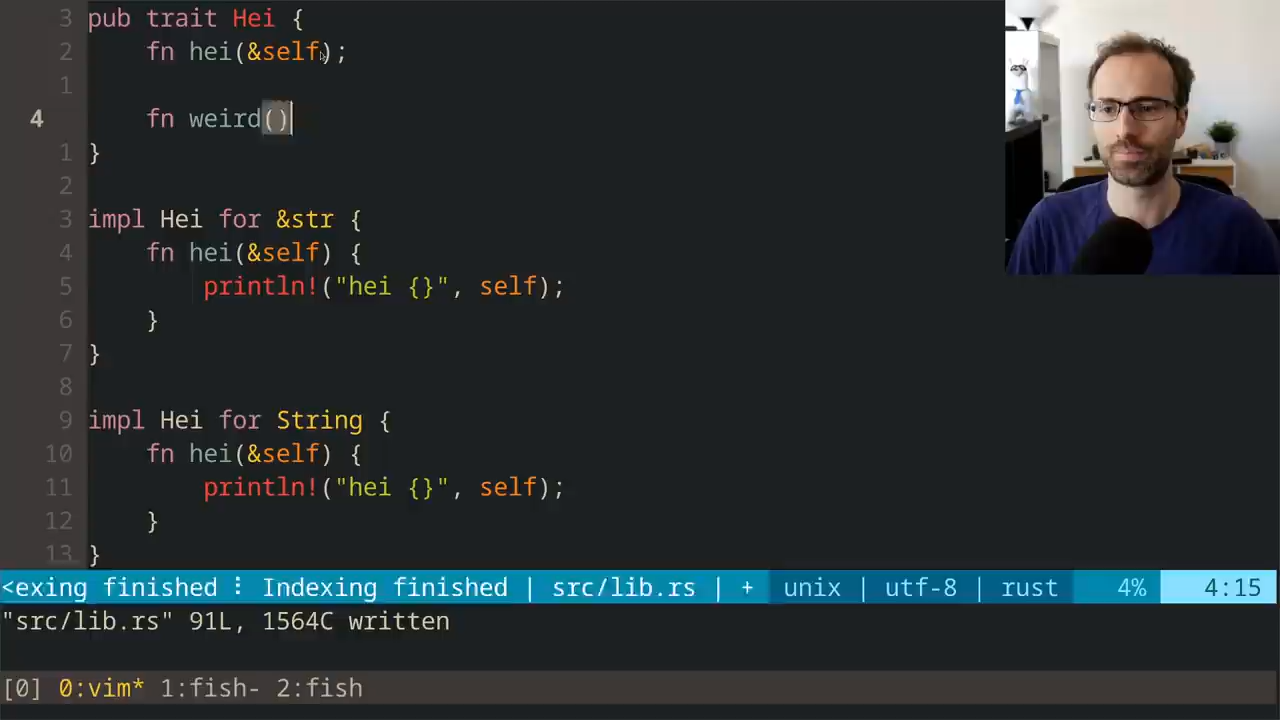 3 pub trait Hei {
2     fn hei(&self);
1
4     fn weird()
1 }
2
3 impl Hei for &str {
4     fn hei(&self) {
5         println!("hei {}", self);
6     }
7 }
8
9 impl Hei for String {
10     fn hei(&self) {
11         println!("hei {}", self);
12     }
13 }
<exing finished ⠸ Indexing finished | src/lib.rs | + unix | utf-8 | rust 4% 4:15
"src/lib.rs" 91L, 1564C written
[0] 0:vim* 1:fish- 2:fish